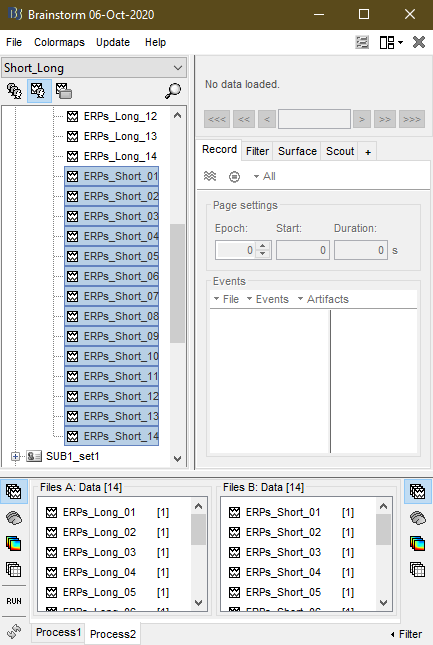 Brainstorm 06-Oct-2020
File Colormaps Update Help
Short_Long
ERPs_Long_12
ERPs_Long_13
ERPs_Long_14
ERPs_Short_01
ERPs_Short_02
ERPs_Short_03
ERPs_Short_04
ERPs_Short_05
ERPs_Short_06
ERPs_Short_07
ERPs_Short_08
ERPs_Short_09
ERPs_Short_10
ERPs_Short_11
ERPs_Short_12
ERPs_Short_13
ERPs_Short_14
SUB1_set1
No data loaded.
<<< << < > >> >>>
Record Filter Surface Scout +
All
Page settings
Epoch: Start: Duration:
0 0 0 s
Events
File Events Artifacts
Files A: Data [14]
ERPs_Long_01 [1]
ERPs_Long_02 [1]
ERPs_Long_03 [1]
ERPs_Long_04 [1]
ERPs_Long_05 [1]
ERPs_Long_06 [1]
Files B: Data [14]
ERPs_Short_01 [1]
ERPs_Short_02 [1]
ERPs_Short_03 [1]
ERPs_Short_04 [1]
ERPs_Short_05 [1]
ERPs_Short_06 [1]
RUN
Process1 Process2
Filter